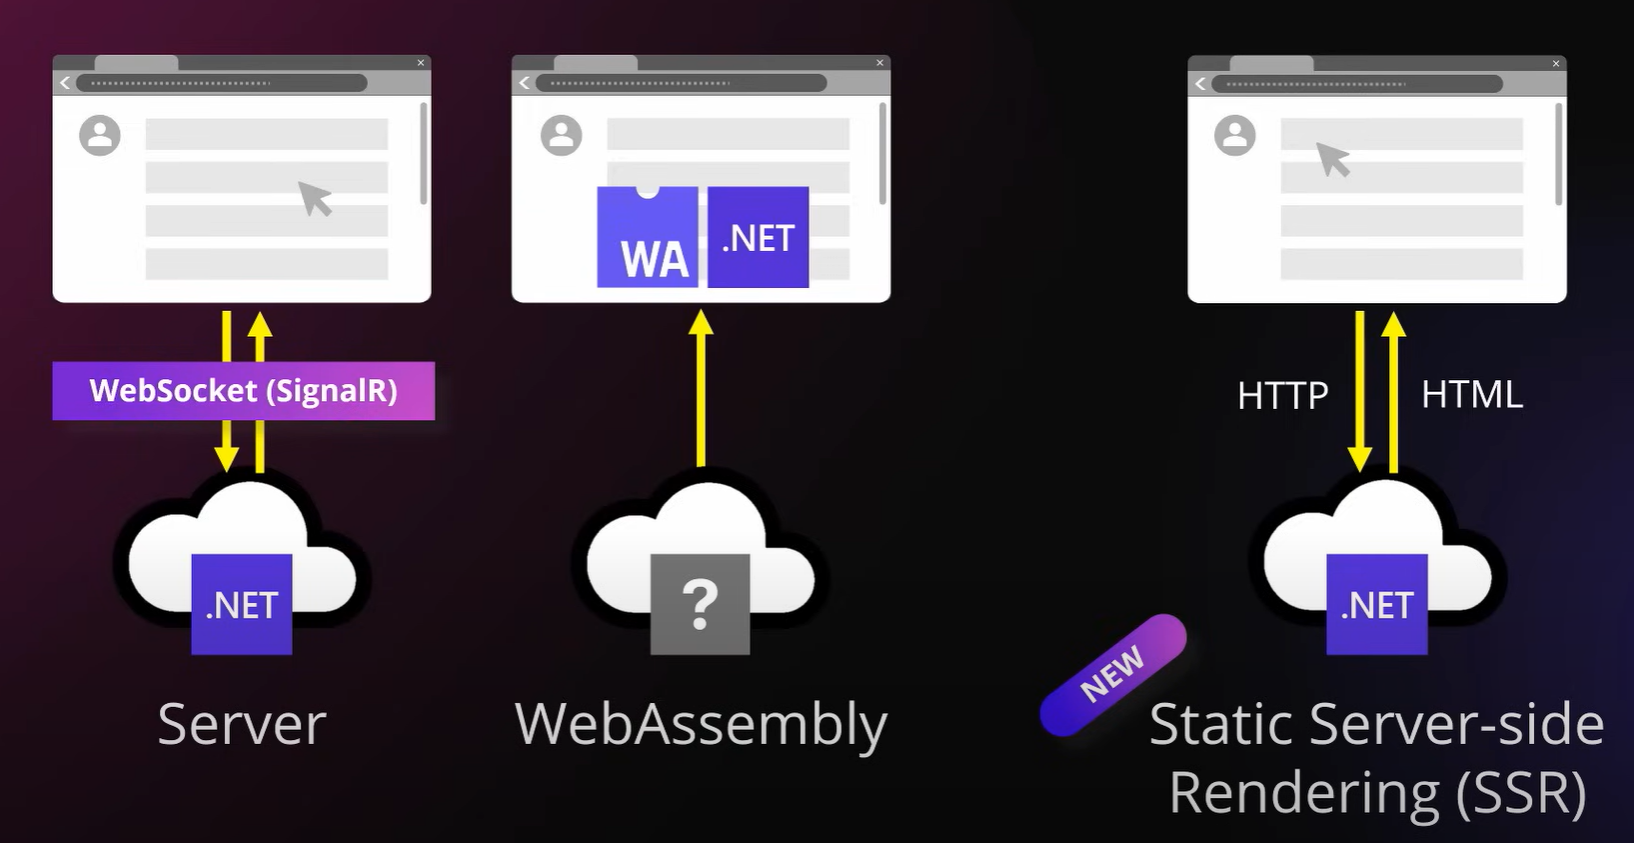 WA
.NET
WebSocket (SignalR)
HTTP
HTML
.NET
?
.NET
NEW
Server
WebAssembly
Static Server-side
Rendering (SSR)